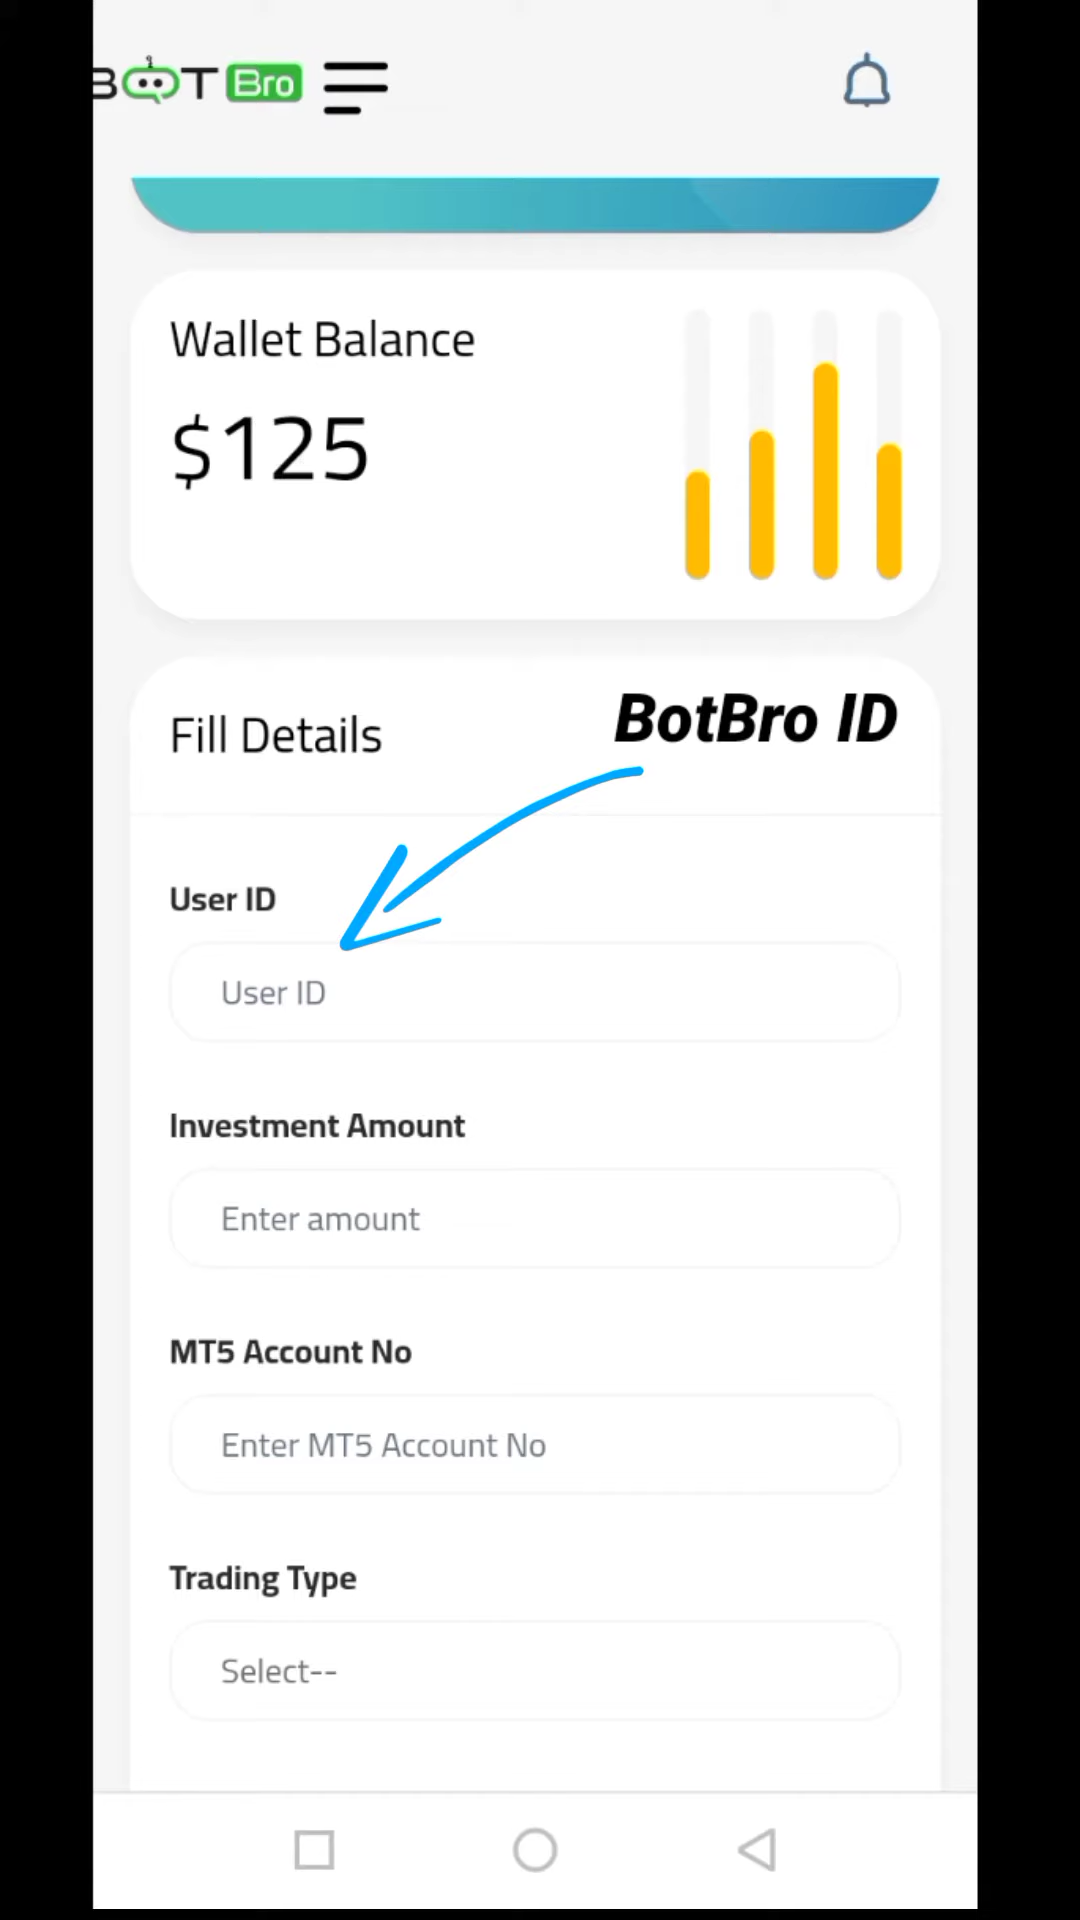 BOT Bro
Wallet Balance
$125
Fill Details
BotBro ID
User ID
User ID
Investment Amount
Enter amount
MT5 Account No
Enter MT5 Account No
Trading Type
Select--